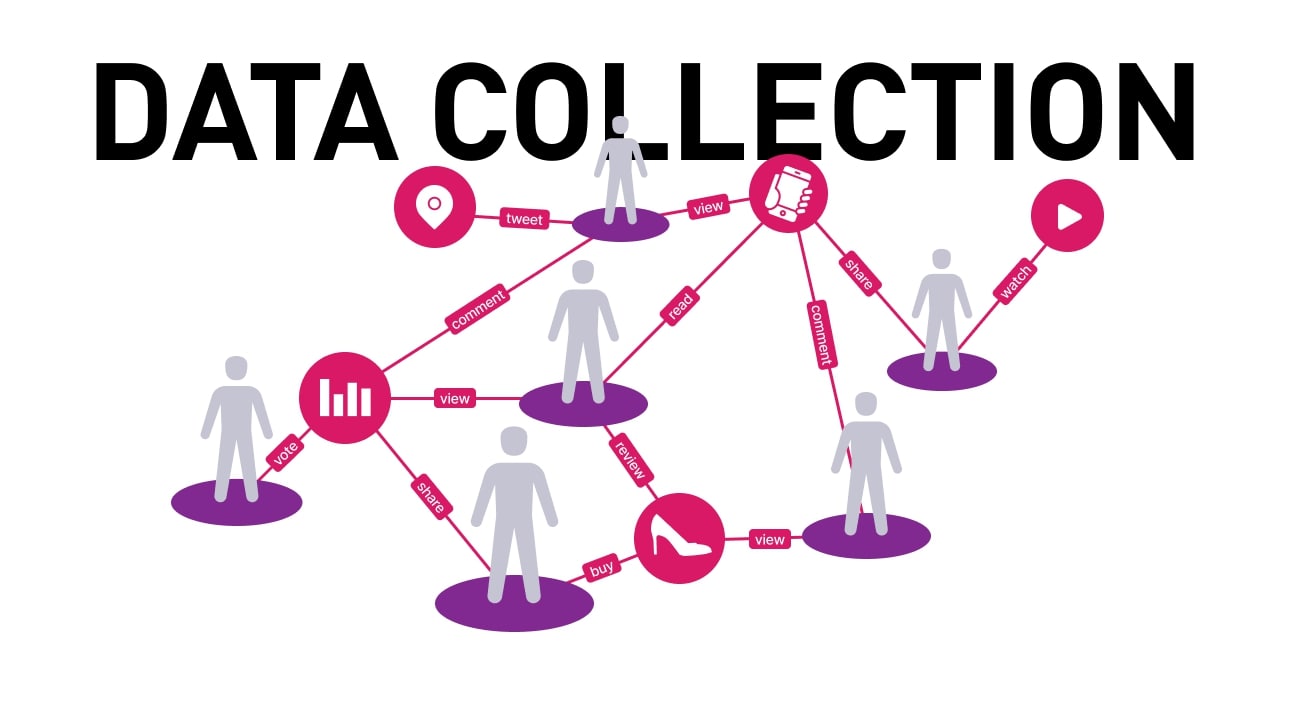 DATA COLLECTION
tweet
view
share
watch
comment
read
comment
view
vote
review
share
view
buy